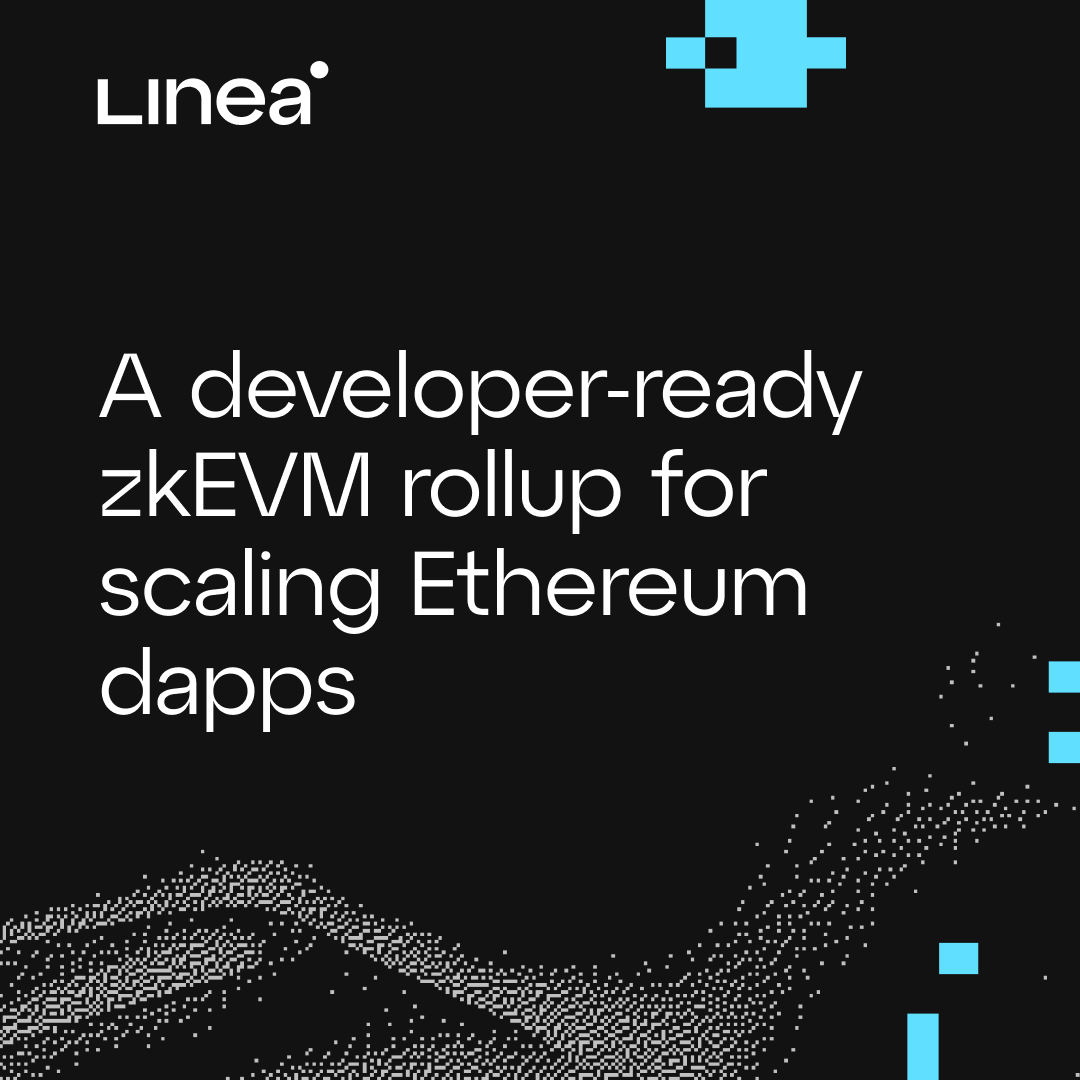 Linea
A developer-ready
zkEVM rollup for
scaling Ethereum
dapps